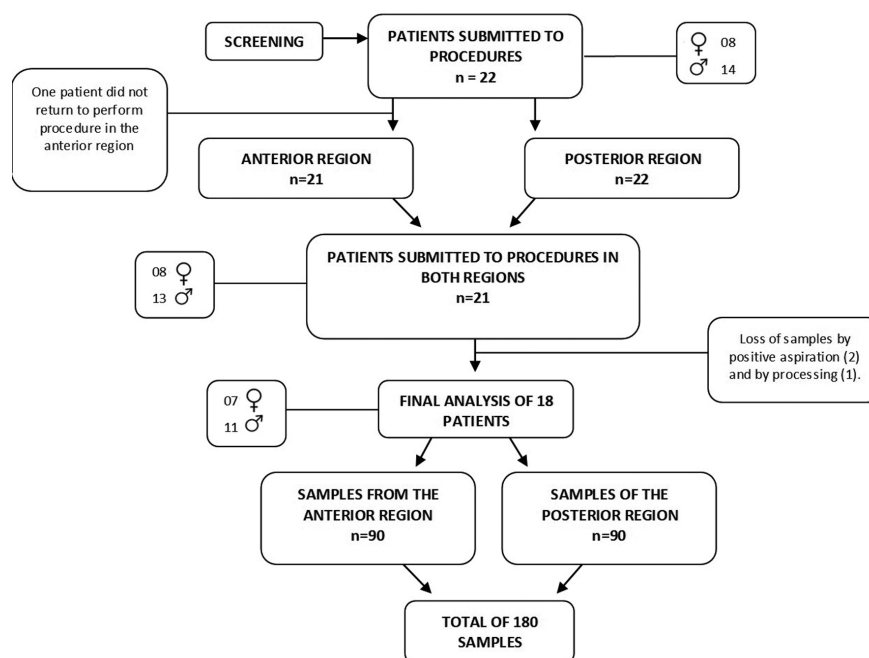 SCREENING
PATIENTS SUBMITTED TO
PROCEDURES
n = 22
♀ 08
♂ 14
One patient did not
return to perform
procedure in the
anterior region
ANTERIOR REGION
n=21
POSTERIOR REGION
n=22
PATIENTS SUBMITTED TO PROCEDURES IN
BOTH REGIONS
n=21
08 ♀
13 ♂
Loss of samples by
positive aspiration (2)
and by processing (1).
FINAL ANALYSIS OF 18
PATIENTS
07 ♀
11 ♂
SAMPLES FROM THE
ANTERIOR REGION
n=90
SAMPLES OF THE
POSTERIOR REGION
n=90
TOTAL OF 180
SAMPLES